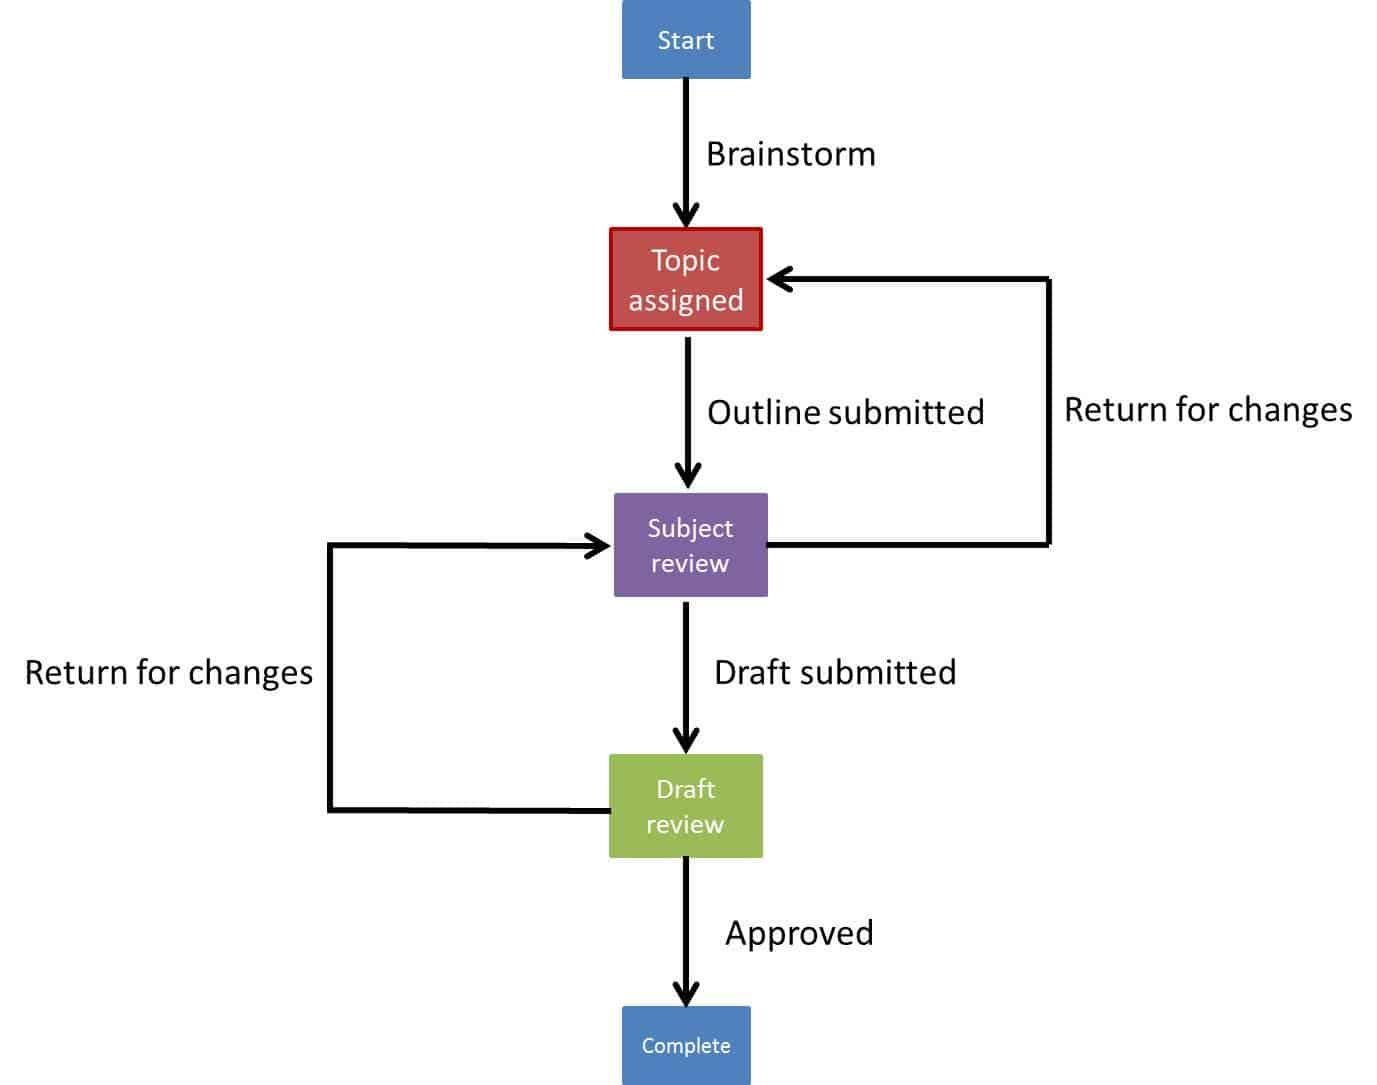 Start
Brainstorm
Topic
assigned
Outline submitted
Return for changes
Subject
review
Return for changes
Draft submitted
Draft
review
Approved
Complete